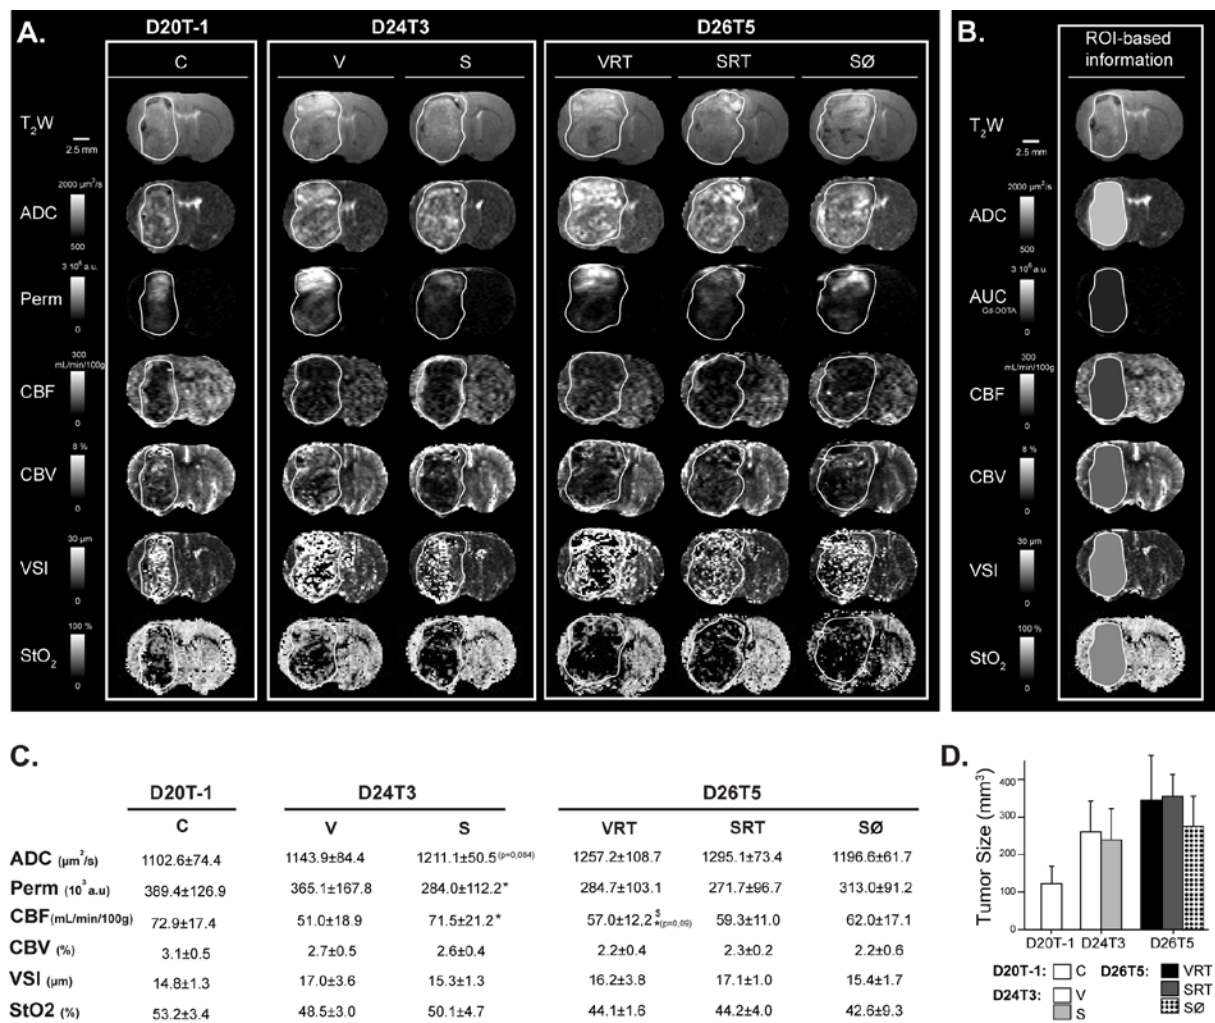 A.
D20T-1 D24T3 D26T5
C V S VRT SRT SØ
T2W
2.5 mm
2000 µm²/s
ADC
500
3 10⁶ a.u.
Perm
0
300
mL/min/100g
CBF
0
8 %
CBV
0
30 µm
VSI
0
100 %
StO2
0
B.
ROI-based
information
T2W
2.5 mm
2000 µm²/s
ADC
500
3 10⁶ a.u.
AUC
Gd-DOTA
0
300
mL/min/100g
CBF
0
8 %
CBV
0
30 µm
VSI
0
100 %
StO2
0
C.
D20T-1 D24T3 D26T5
C V S VRT SRT SØ
ADC (µm²/s) 1102.6±74.4 1143.9±84.4 1211.1±50.5 (p=0,084) 1257.2±108.7 1295.1±73.4 1196.6±61.7
Perm (10³ a.u) 389.4±126.9 365.1±167.8 284.0±112.2* 284.7±103.1 271.7±96.7 313.0±91.2
CBF(mL/min/100g) 72.9±17.4 51.0±18.9 71.5±21.2* 57.0±12,2 $ *(p=0,09) 59.3±11.0 62.0±17.1
CBV (%) 3.1±0.5 2.7±0.5 2.6±0.4 2.2±0.4 2.3±0.2 2.2±0.6
VSI (µm) 14.8±1.3 17.0±3.6 15.3±1.3 16.2±3.8 17.1±1.0 15.4±1.7
StO2 (%) 53.2±3.4 48.5±3.0 50.1±4.7 44.1±1.6 44.2±4.0 42.6±9.3
D.
Tumor Size (mm³)
400
300
200
100
0
D20T-1 D24T3 D26T5
D20T-1: C D26T5: VRT
D24T3: V SRT
S SØ